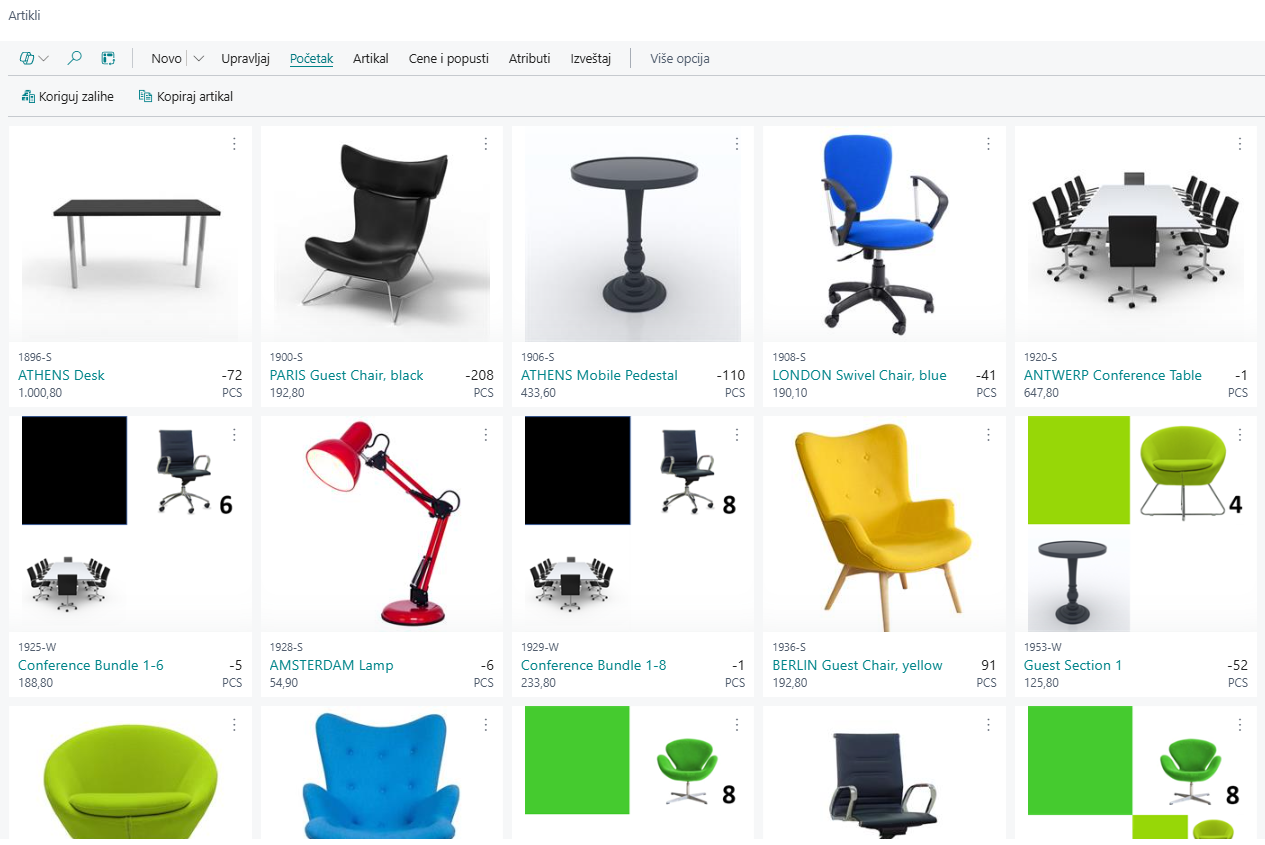 Artikli
Novo Upravljaj Početak Artikal Cene i popusti Atributi Izveštaj Više opcija
Koriguj zalihe Kopiraj artikal
1896-S
ATHENS Desk -72
1.000,80 PCS
1900-S
PARIS Guest Chair, black -208
192,80 PCS
1906-S
ATHENS Mobile Pedestal -110
433,60 PCS
1908-S
LONDON Swivel Chair, blue -41
190,10 PCS
1920-S
ANTWERP Conference Table -1
647,80 PCS
6
1925-W
Conference Bundle 1-6 -5
188,80 PCS
1928-S
AMSTERDAM Lamp -6
54,90 PCS
8
1929-W
Conference Bundle 1-8 -1
233,80 PCS
1936-S
BERLIN Guest Chair, yellow 91
192,80 PCS
4
1953-W
Guest Section 1 -52
125,80 PCS
8
8